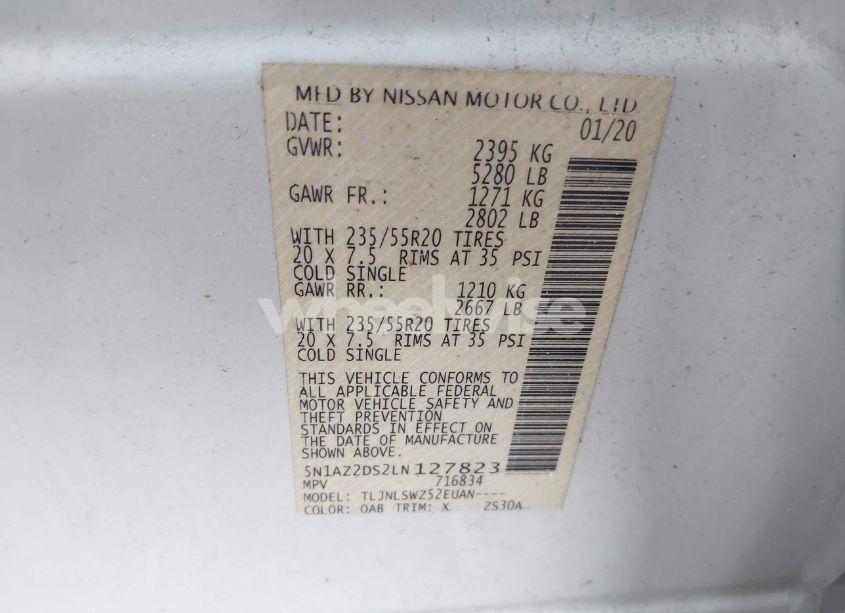 MFD BY NISSAN MOTOR CO., LTD.
DATE: 01/20
GVWR: 2395 KG
5280 LB
GAWR FR.: 1271 KG
2802 LB
WITH 235/55R20 TIRES
20 X 7.5 RIMS AT 35 PSI
COLD SINGLE
GAWR RR.: 1210 KG
2667 LB
WITH 235/55R20 TIRES
20 X 7.5 RIMS AT 35 PSI
COLD SINGLE
THIS VEHICLE CONFORMS TO
ALL APPLICABLE FEDERAL
MOTOR VEHICLE SAFETY AND
THEFT PREVENTION
STANDARDS IN EFFECT ON
THE DATE OF MANUFACTURE
SHOWN ABOVE.
5N1AZ2DS2LN127823
MPV 716834
MODEL: TLJNLSWZ52EUAN----
COLOR: QAB TRIM: X ZS30A
wheelwise